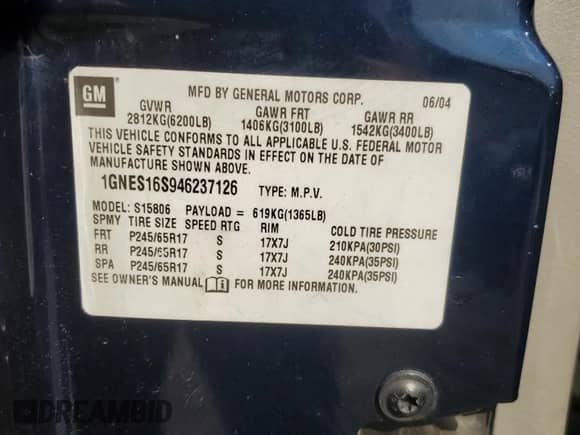 GM
MFD BY GENERAL MOTORS CORP. 06/04
GVWR GAWR FRT GAWR RR
2812KG(6200LB) 1406KG(3100LB) 1542KG(3400LB)
THIS VEHICLE CONFORMS TO ALL APPLICABLE U.S. FEDERAL MOTOR
VEHICLE SAFETY STANDARDS IN EFFECT ON THE DATE OF
MANUFACTURE SHOWN ABOVE.
1GNES16S946237126 TYPE: M.P.V.
MODEL: S15806 PAYLOAD = 619KG(1365LB)
SPMY TIRE SIZE SPEED RTG RIM COLD TIRE PRESSURE
FRT P245/65R17 S 17X7J 210KPA(30PSI)
RR P245/65R17 S 17X7J 240KPA(35PSI)
SPA P245/65R17 S 17X7J 240KPA(35PSI)
SEE OWNER'S MANUAL FOR MORE INFORMATION.
DREAMBID